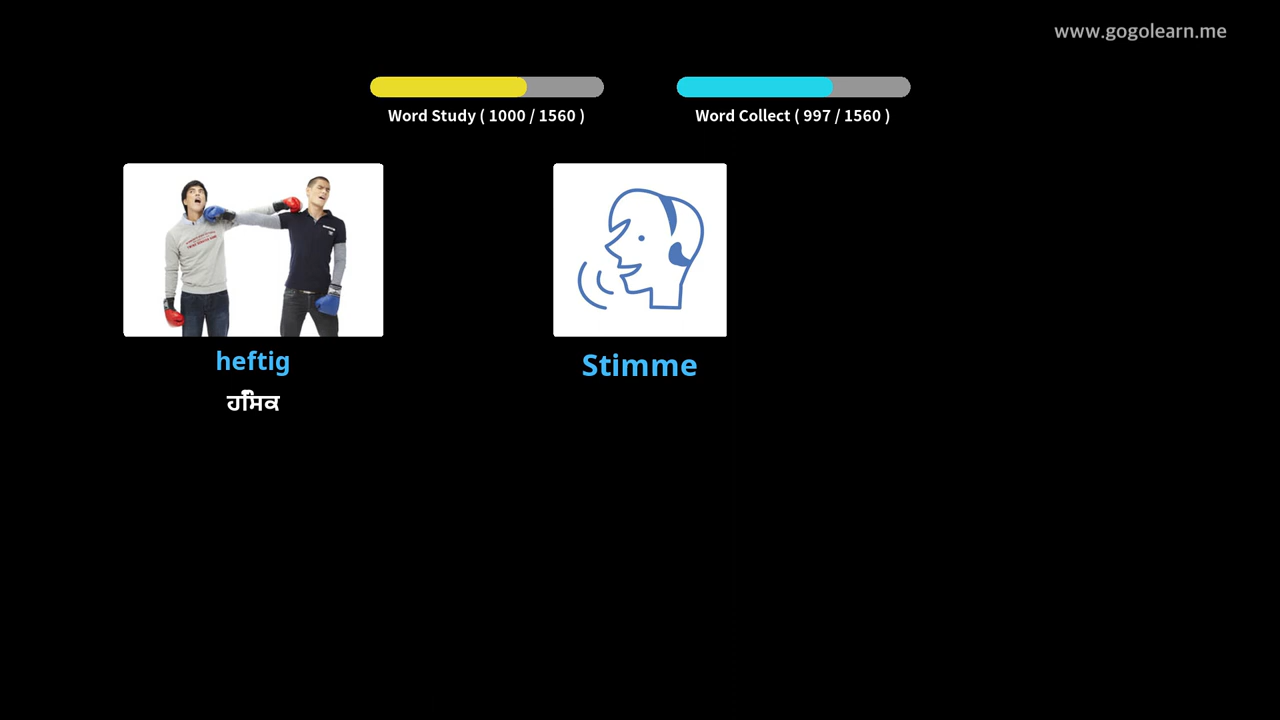 www.gogolearn.me
Word Study ( 1000 / 1560 )
Word Collect ( 997 / 1560 )
heftig
ਹਿੰਸਕ
Stimme